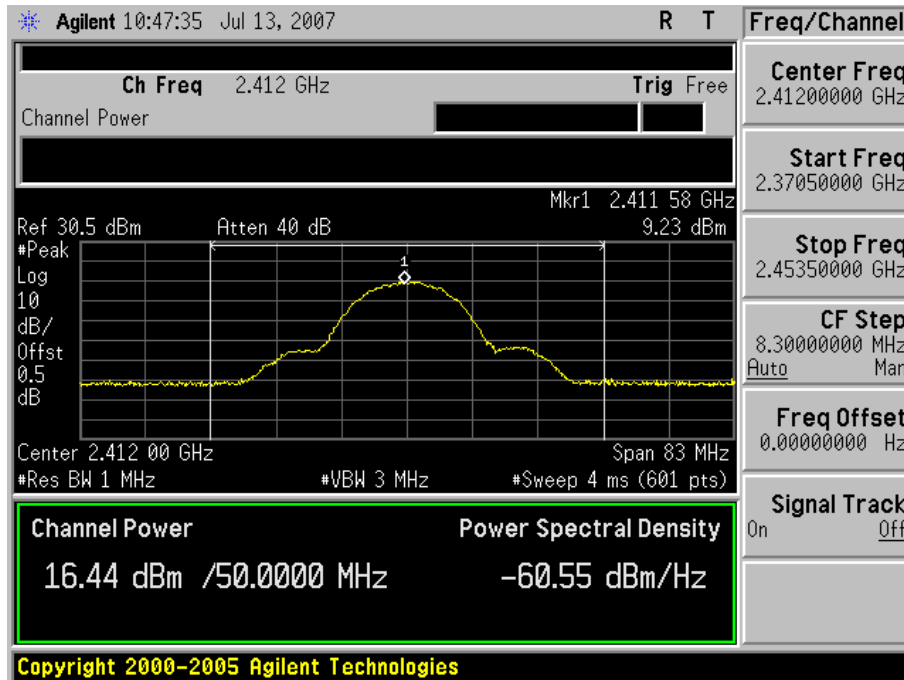 Agilent 10:47:35 Jul 13, 2007 R T
Freq/Channel
Ch Freq 2.412 GHz Trig Free
Channel Power
Mkr1 2.411 58 GHz
Ref 30.5 dBm Atten 40 dB 9.23 dBm
#Peak
Log
10
dB/
Offst
0.5
dB
1
Center 2.412 00 GHz Span 83 MHz
#Res BW 1 MHz #VBW 3 MHz #Sweep 4 ms (601 pts)
Channel Power Power Spectral Density
16.44 dBm /50.0000 MHz -60.55 dBm/Hz
Center Freq
2.41200000 GHz
Start Freq
2.37050000 GHz
Stop Freq
2.45350000 GHz
CF Step
8.30000000 MHz
Auto Man
Freq Offset
0.00000000 Hz
Signal Track
On Off
Copyright 2000-2005 Agilent Technologies